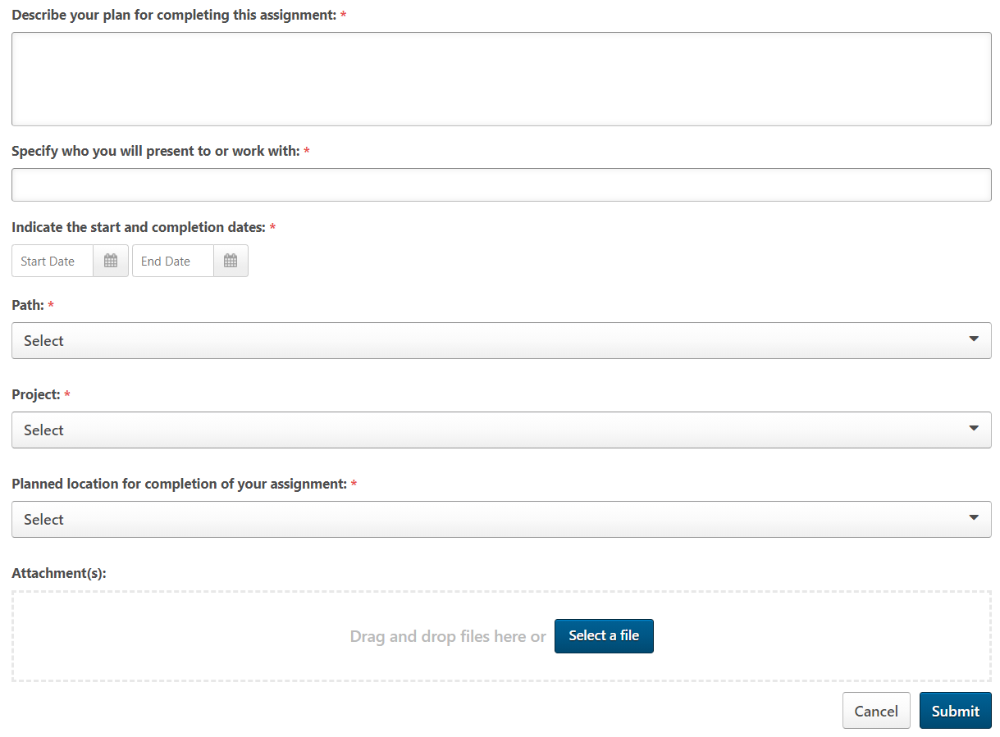 Describe your plan for completing this assignment: *
Specify who you will present to or work with: *
Indicate the start and completion dates: *
Start Date End Date
Path: *
Select
Project: *
Select
Planned location for completion of your assignment: *
Select
Attachment(s):
Drag and drop files here or Select a file
Cancel Submit